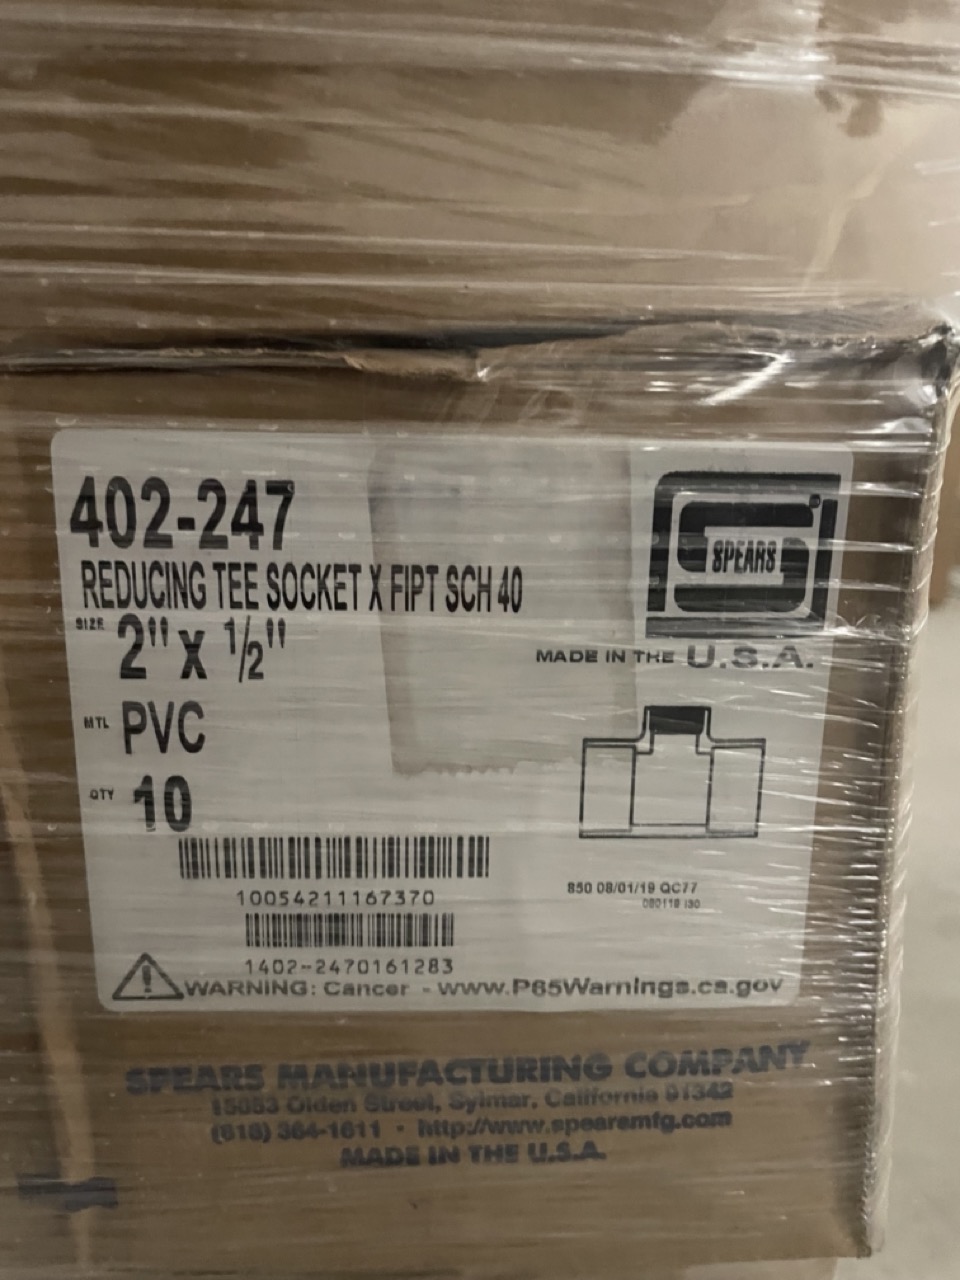 402-247
REDUCING TEE SOCKET X FIPT SCH 40
SIZE 2" x 1/2"
MTL PVC
QTY 10
10054211167370
1402-2470161283
WARNING: Cancer - www.P65Warnings.ca.gov
SPEARS
MADE IN THE U.S.A.
850 08/01/19 QC77
SPEARS MANUFACTURING COMPANY
15853 Olden Street, Sylmar, California 91342
(818) 364-1611 • http://www.spearsmfg.com
MADE IN THE U.S.A.